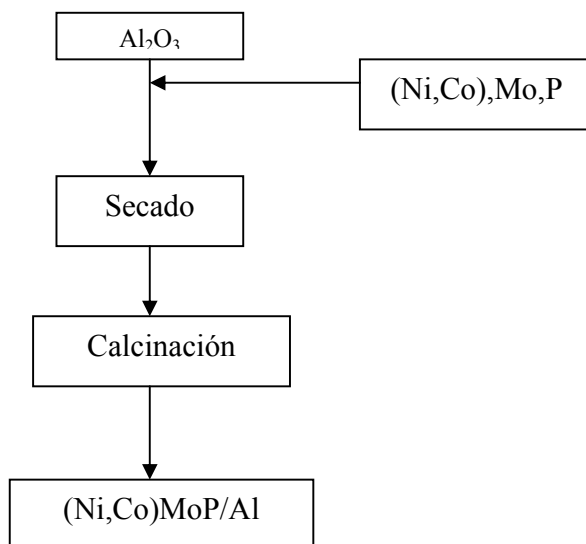 Al₂O₃
(Ni,Co),Mo,P
Secado
Calcinación
(Ni,Co)MoP/Al